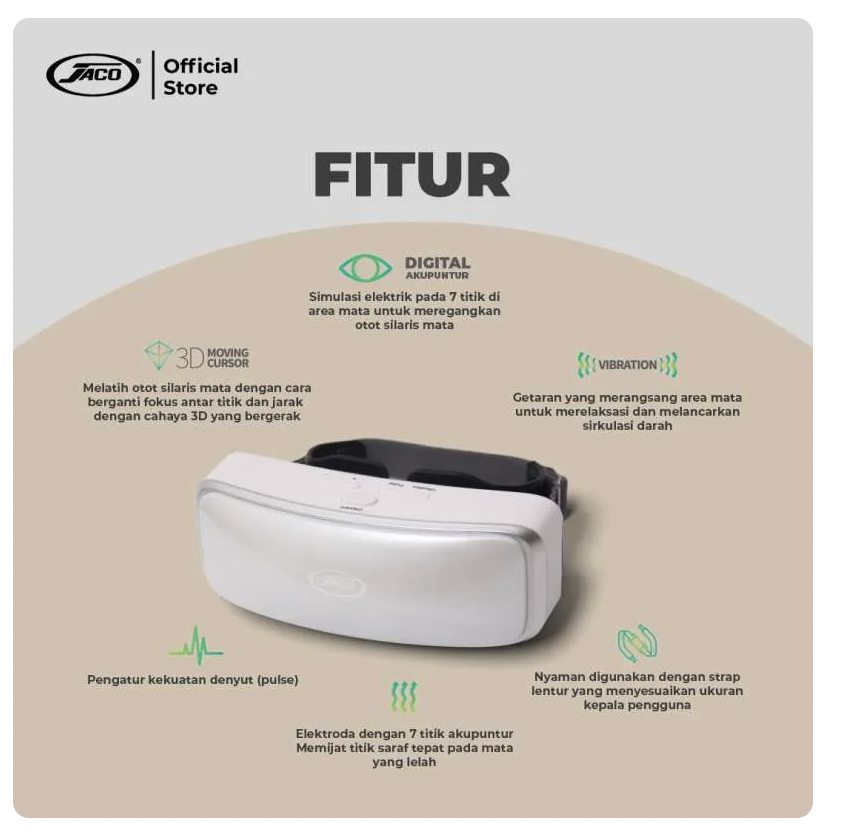 JACO
Official
Store
FITUR
DIGITAL
AKUPUNTUR
Simulasi elektrik pada 7 titik di
area mata untuk meregangkan
otot silaris mata
3D MOVING
CURSOR
Melatih otot silaris mata dengan cara
berganti fokus antar titik dan jarak
dengan cahaya 3D yang bergerak
VIBRATION
Getaran yang merangsang area mata
untuk merelaksasi dan melancarkan
sirkulasi darah
JACO
Pengatur kekuatan denyut (pulse)
Elektroda dengan 7 titik akupuntur
Memijat titik saraf tepat pada mata
yang lelah
Nyaman digunakan dengan strap
lentur yang menyesuaikan ukuran
kepala pengguna